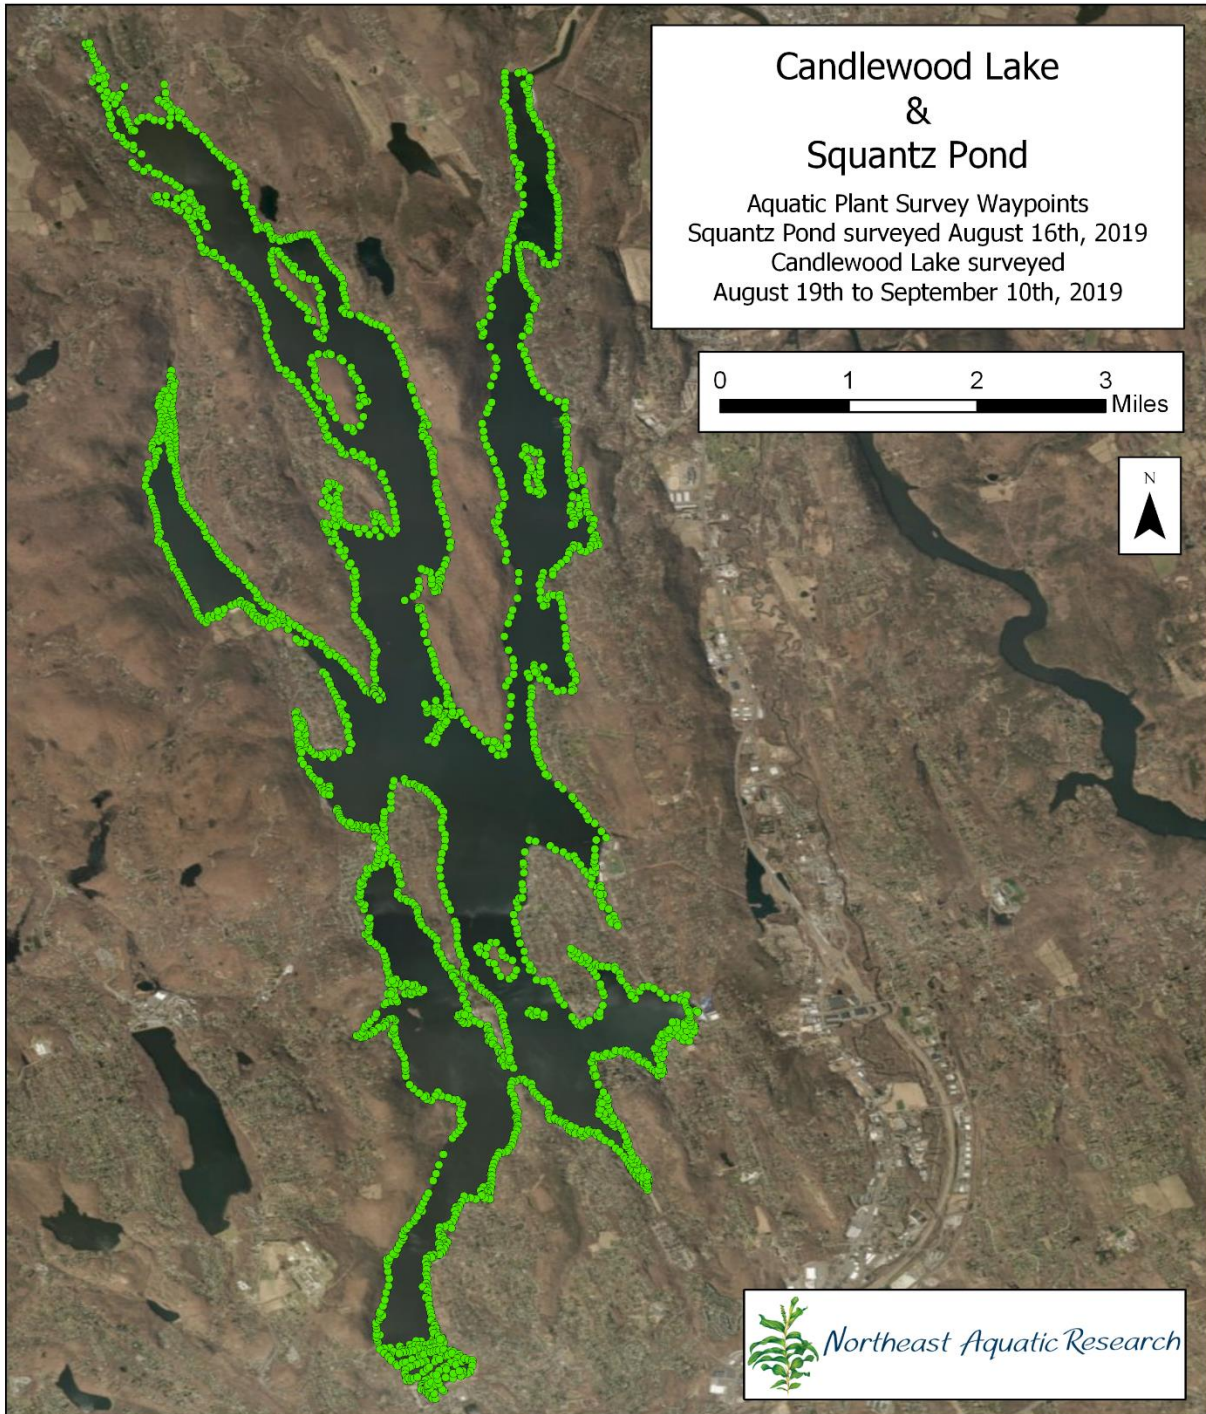 Candlewood Lake
&
Squantz Pond
Aquatic Plant Survey Waypoints
Squantz Pond surveyed August 16th, 2019
Candlewood Lake surveyed
August 19th to September 10th, 2019
0 1 2 3
Miles
N
Northeast Aquatic Research